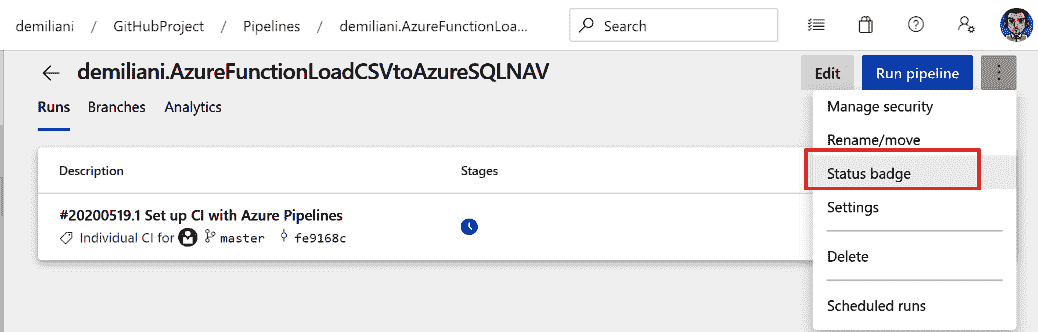 demiliani / GitHubProject / Pipelines / demiliani.AzureFunctionLoa... Search
demiliani.AzureFunctionLoadCSVtoAzureSQLNAV Edit Run pipeline
Runs Branches Analytics
Manage security
Rename/move
Status badge
Settings
Delete
Scheduled runs
Description Stages
#20200519.1 Set up CI with Azure Pipelines
Individual CI for master fe9168c